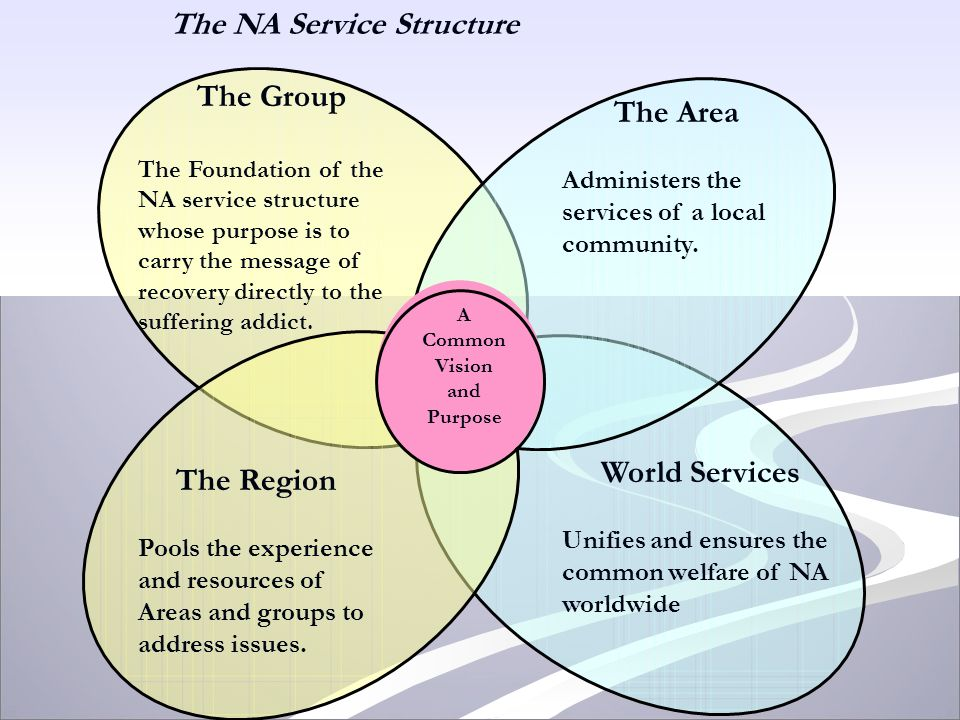 The NA Service Structure
The Group
The Foundation of the
NA service structure
whose purpose is to
carry the message of
recovery directly to the
suffering addict.
The Area
Administers the
services of a local
community.
A
Common
Vision
and
Purpose
The Region
Pools the experience
and resources of
Areas and groups to
address issues.
World Services
Unifies and ensures the
common welfare of NA
worldwide